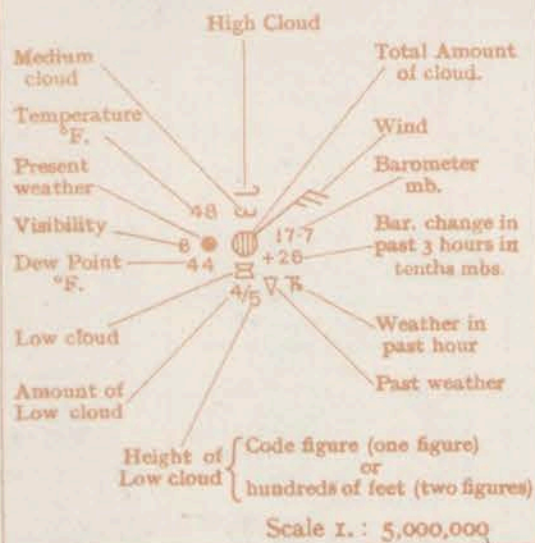 High Cloud
Medium
cloud
Total Amount
of cloud.
Temperature
°F.
Wind
Present
weather
Barometer
mb.
48
Visibility
8
17·7
Bar. change in
past 3 hours in
tenths mbs.
+26
Dew Point
°F.
44
4/5
Low cloud
Weather in
past hour
Amount of
Low cloud
Past weather
Height of
Low cloud
Code figure (one figure)
or
hundreds of feet (two figures)
Scale 1.: 5,000,000